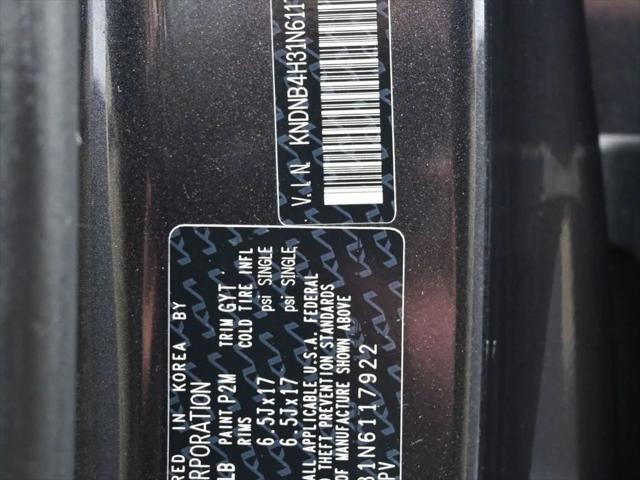 V.I.N KNDNB4H31N611
RED IN KOREA BY
RPORATION
LB PAINT P2M TRIM GYT
RIMS COLD TIRE INFL
6.5Jx17 psi SINGLE
6.5Jx17 psi SINGLE
ALL APPLICABLE U.S.A. FEDERAL
THEFT PREVENTION STANDARDS
OF MANUFACTURE SHOWN ABOVE
31N6117922
PV